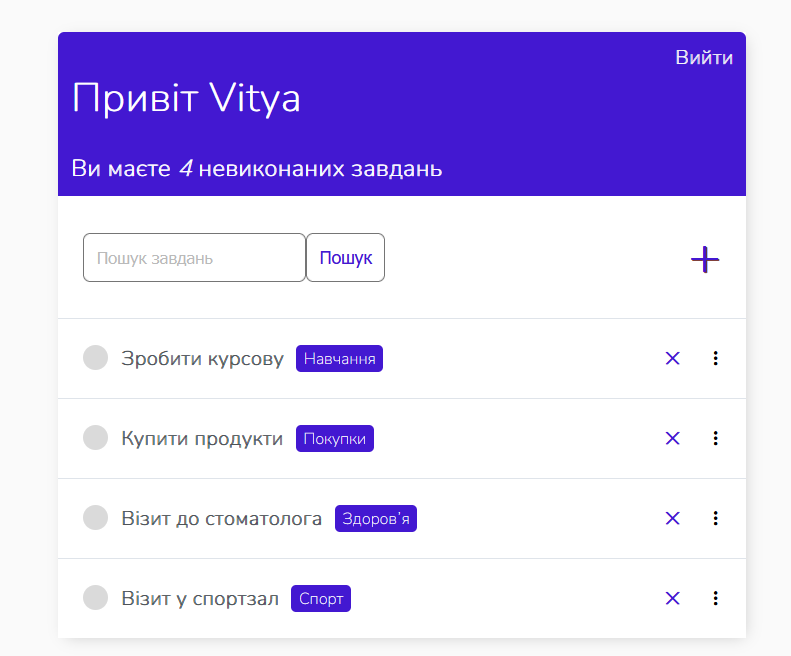 Вийти
Привіт Vitya
Ви маєте 4 невиконаних завдань
Пошук завдань Пошук
Зробити курсову Навчання
Купити продукти Покупки
Візит до стоматолога Здоров'я
Візит у спортзал Спорт